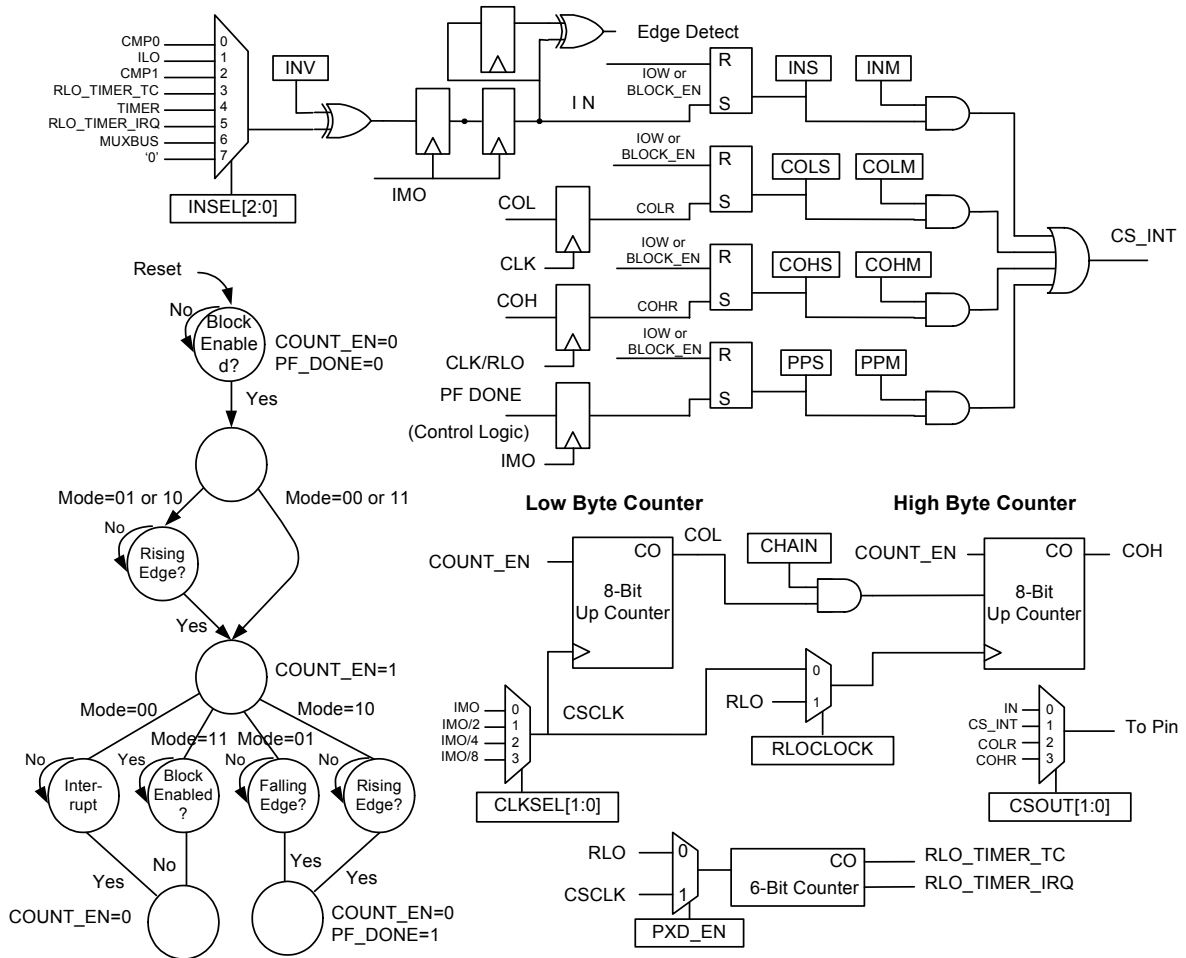 CMP0
ILO
CMP1
RLO_TIMER_TC
TIMER
RLO_TIMER_IRQ
MUXBUS
'0'
0
1
2
3
4
5
6
7
INSEL[2:0]
INV
IMO
Edge Detect
I N
IOW or
BLOCK_EN
R
S
INS
INM
IOW or
BLOCK_EN
R
S
COLS
COLM
COL
COLR
CLK
IOW or
BLOCK_EN
R
S
COHS
COHM
COH
COHR
CLK/RLO
IOW or
BLOCK_EN
R
S
PPS
PPM
PF DONE
(Control Logic)
IMO
CS_INT
Reset
No
Block
Enable
d?
COUNT_EN=0
PF_DONE=0
Yes
Mode=01 or 10
Mode=00 or 11
No
Rising
Edge?
Yes
COUNT_EN=1
Mode=00
Mode=11
Mode=01
Mode=10
No
Inter-
rupt
Yes
Block
Enabled
?
No
Falling
Edge?
No
Rising
Edge?
Yes
No
Yes
Yes
COUNT_EN=0
COUNT_EN=0
PF_DONE=1
Low Byte Counter
High Byte Counter
COUNT_EN
CO
8-Bit
Up Counter
COL
CHAIN
COUNT_EN
CO
8-Bit
Up Counter
COH
IMO
IMO/2
IMO/4
IMO/8
0
1
2
3
CSCLK
CLKSEL[1:0]
RLO
0
1
RLOCLOCK
IN
CS_INT
COLR
COHR
0
1
2
3
To Pin
CSOUT[1:0]
RLO
CSCLK
0
1
PXD_EN
CO
6-Bit Counter
RLO_TIMER_TC
RLO_TIMER_IRQ